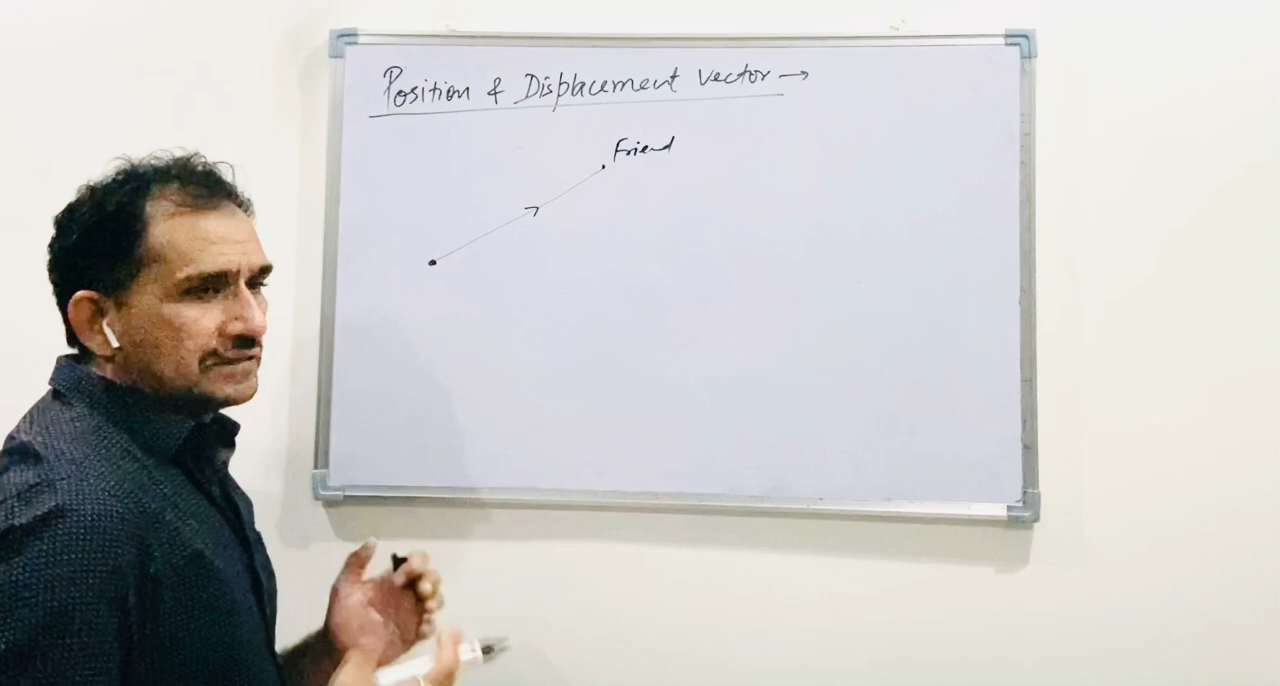 Position & Displacement vector →
Friend